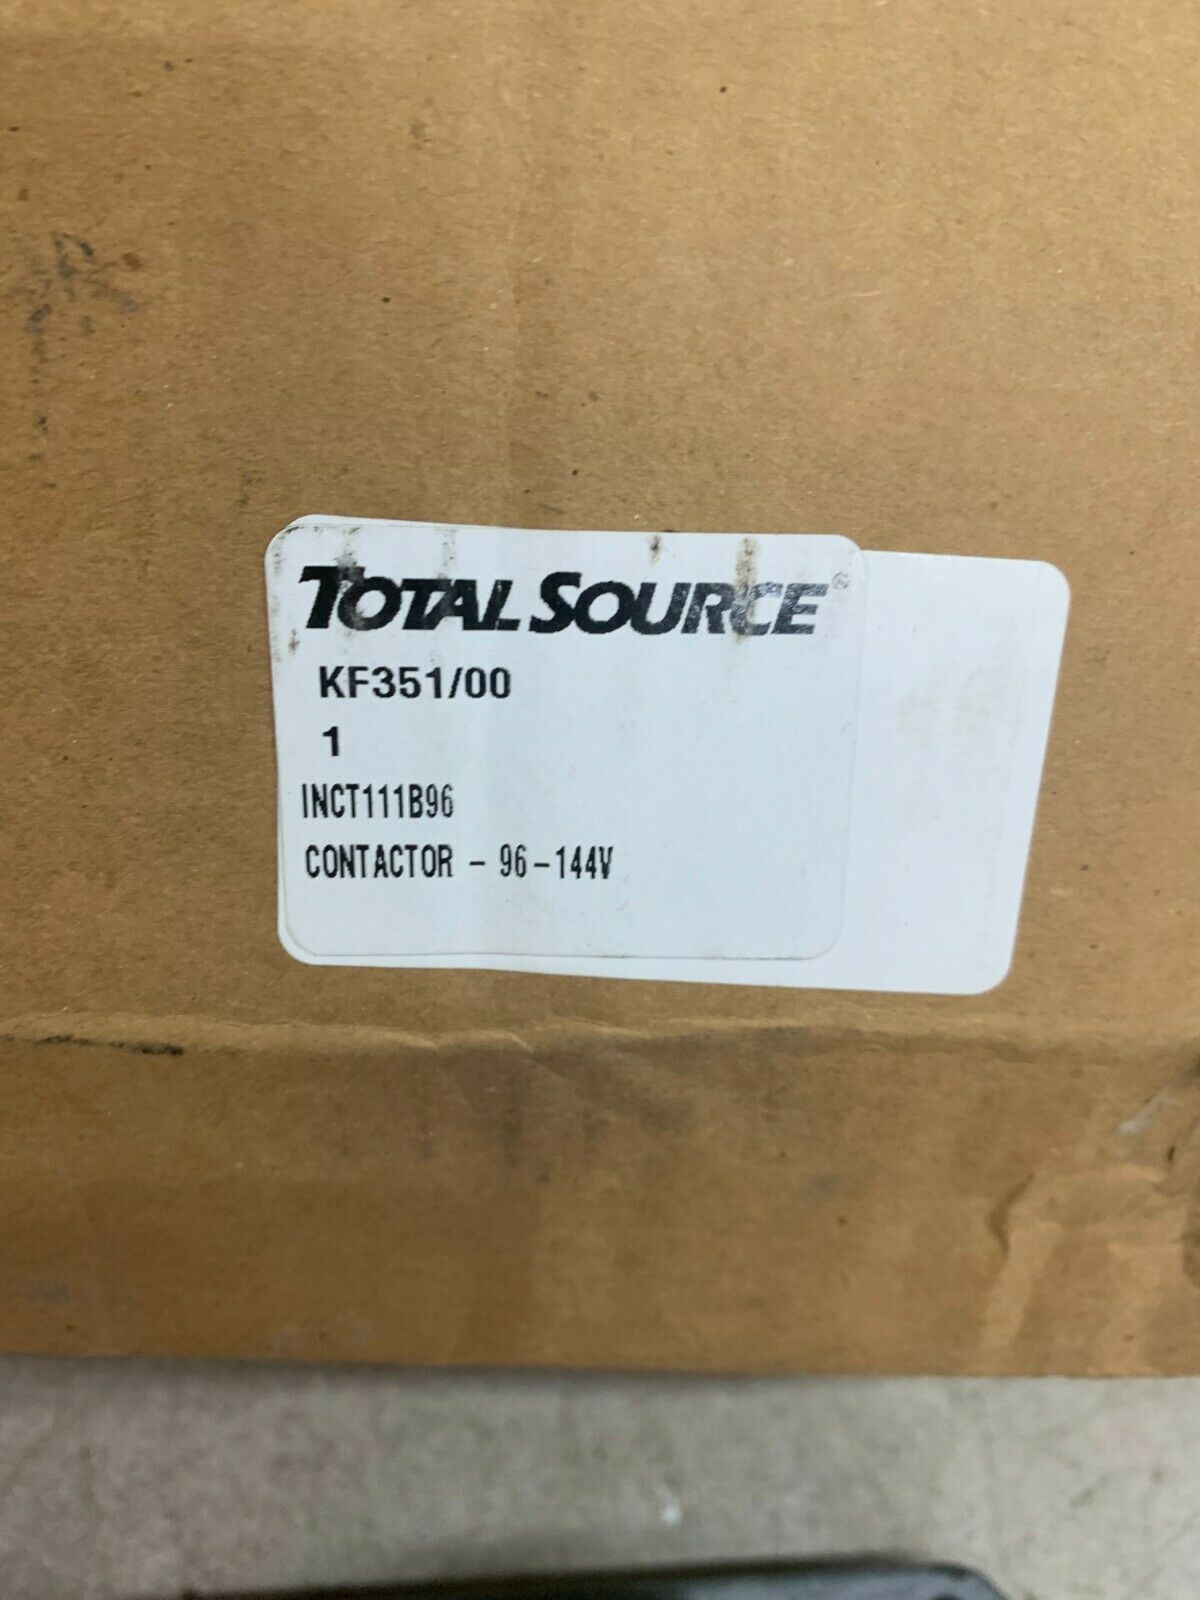 TOTAL SOURCE®
KF351/00
1
INCT111B96
CONTACTOR - 96-144V